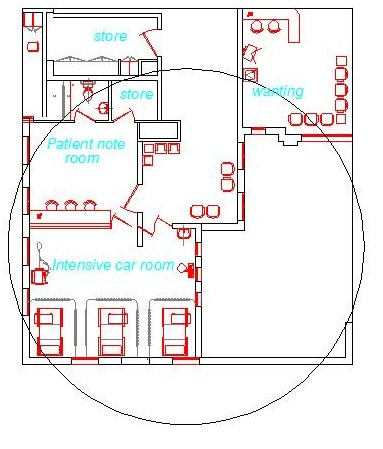 store
store
wanting
Patient note
room
Intensive car room